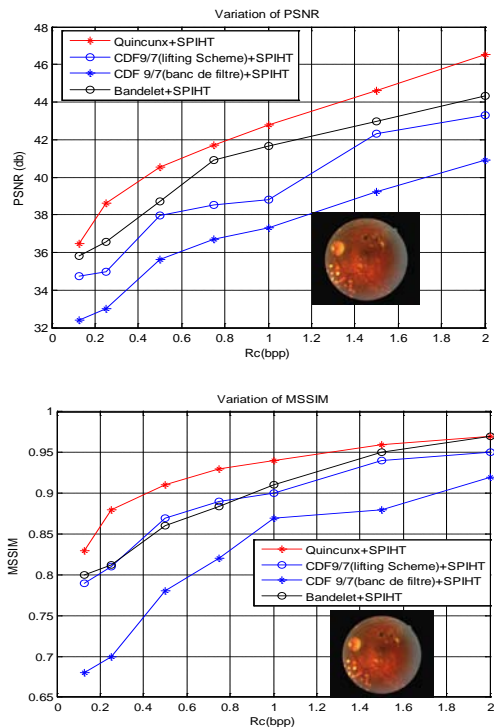 Variation of PSNR
48
46
44
42
40
38
36
34
32
PSNR (db)
Quincunx+SPIHT
CDF9/7(lifting Scheme)+SPIHT
CDF 9/7(banc de filtre)+SPIHT
Bandelet+SPIHT
0 0.2 0.4 0.6 0.8 1 1.2 1.4 1.6 1.8 2
Rc(bpp)
Variation of MSSIM
1
0.95
0.9
0.85
0.8
0.75
0.7
0.65
MSSIM
Quincunx+SPIHT
CDF9/7(lifting Scheme)+SPIHT
CDF 9/7(banc de filtre)+SPIHT
Bandelet+SPIHT
0 0.2 0.4 0.6 0.8 1 1.2 1.4 1.6 1.8 2
Rc(bpp)